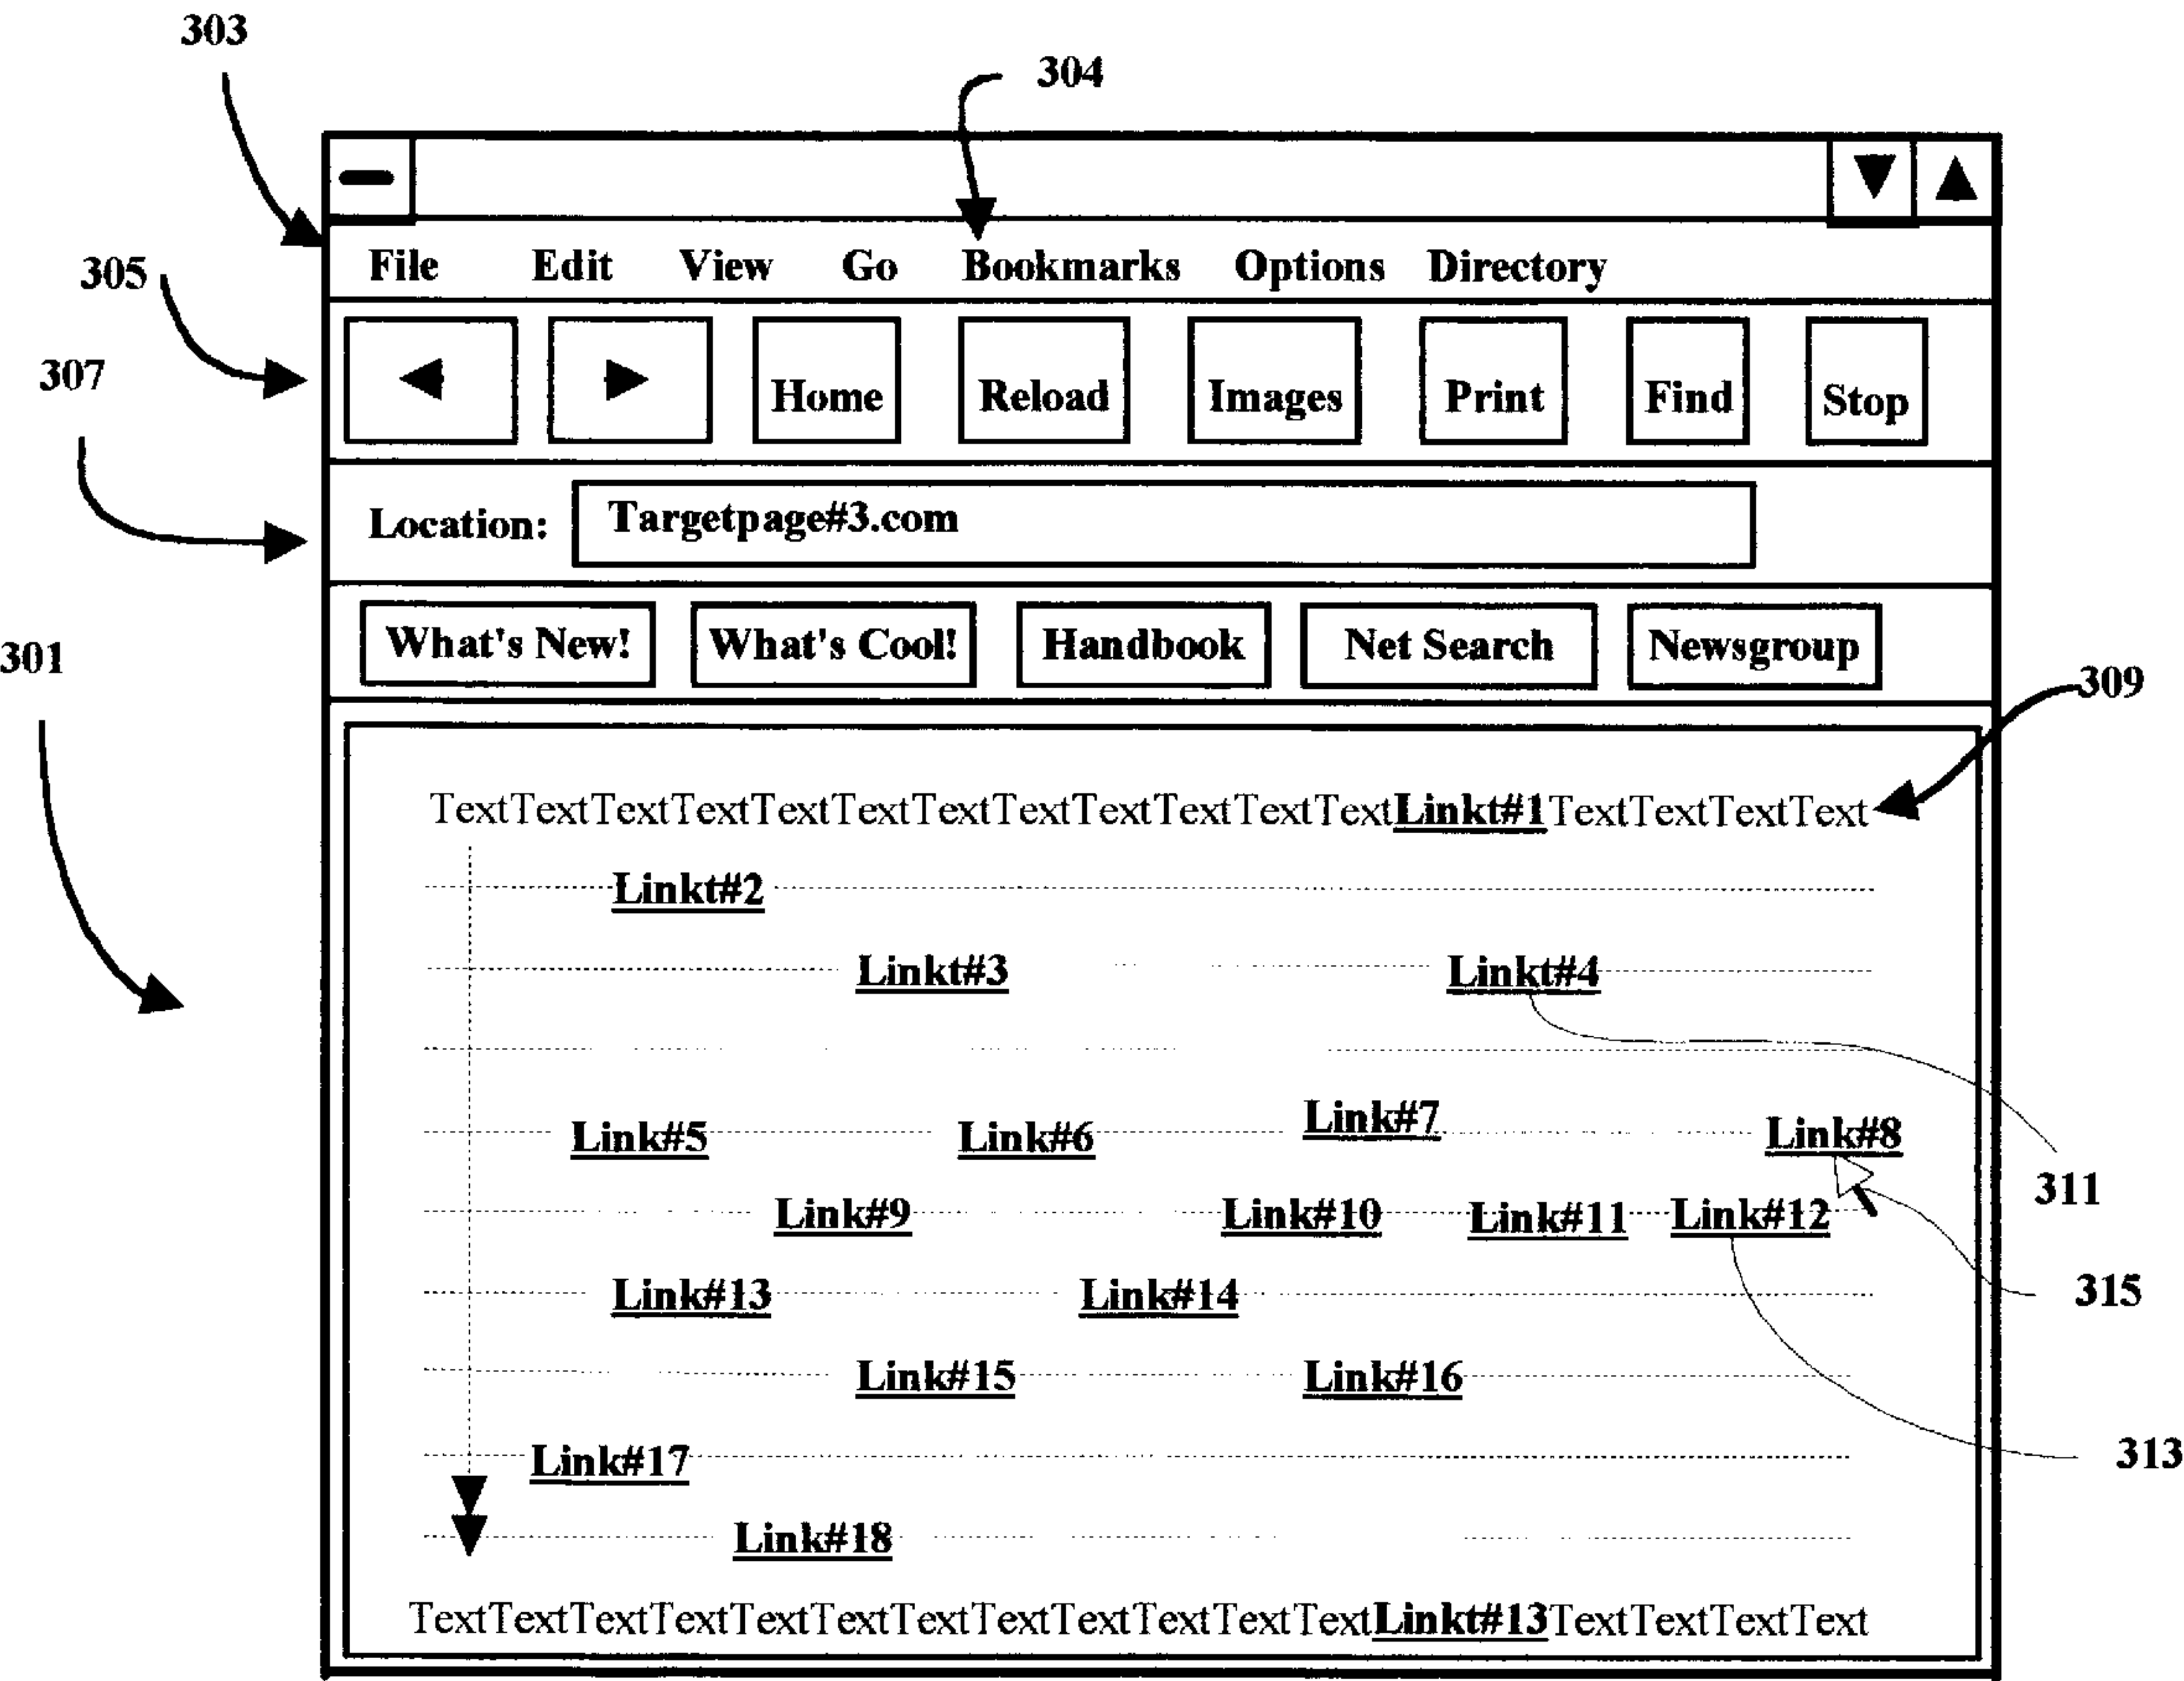 303
304
File Edit View Go Bookmarks Options Directory
305
307
Home Reload Images Print Find Stop
Location: Targetpage#3.com
What's New! What's Cool! Handbook Net Search Newsgroup
301
309
TextTextTextTextTextTextTextTextTextTextTextTextLinkt#1TextTextTextText
Linkt#2
Linkt#3 Linkt#4
Link#5 Link#6 Link#7 Link#8
311
Link#9 Link#10 Link#11 Link#12
Link#13 Link#14 315
Link#15 Link#16
Link#17 313
Link#18
TextTextTextTextTextTextTextTextTextTextTextTextLinkt#13TextTextTextText